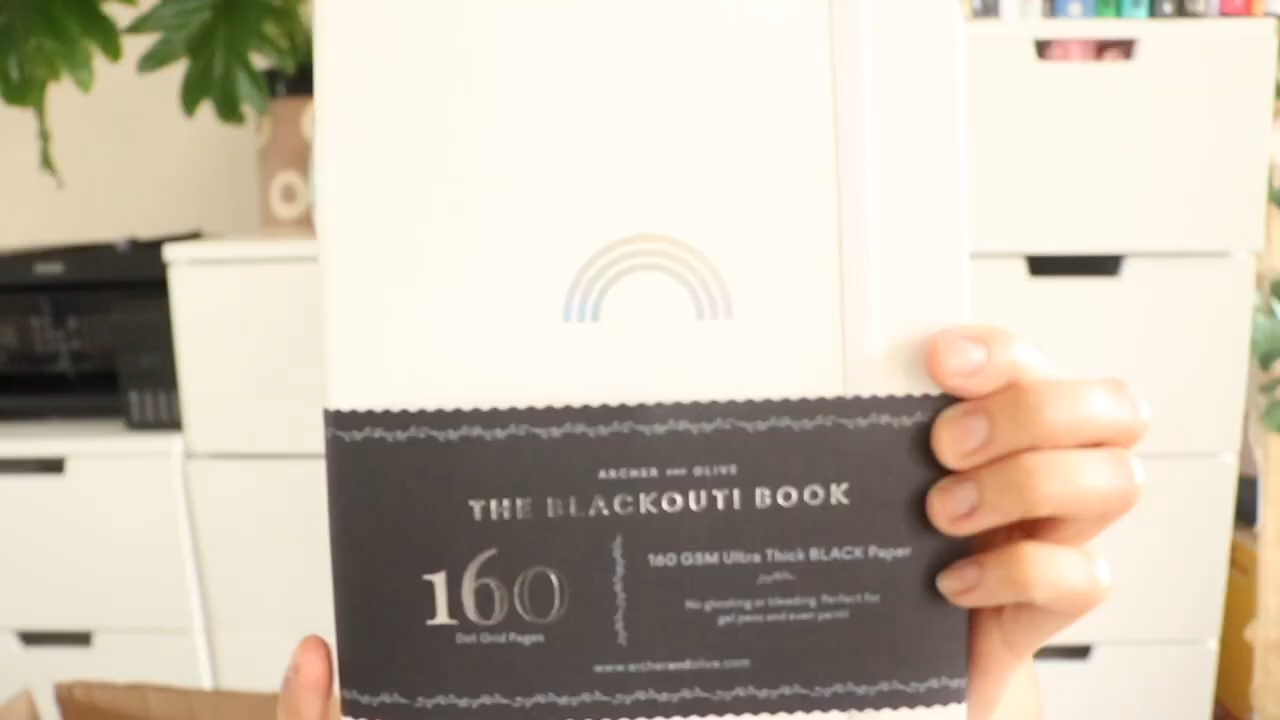 ARCHER AND OLIVE
THE BLACKOUT! BOOK
160
Dot Grid Pages
160 GSM Ultra Thick BLACK Paper
No ghosting or bleeding. Perfect for
gel pens and even paint!
www.archerandolive.com